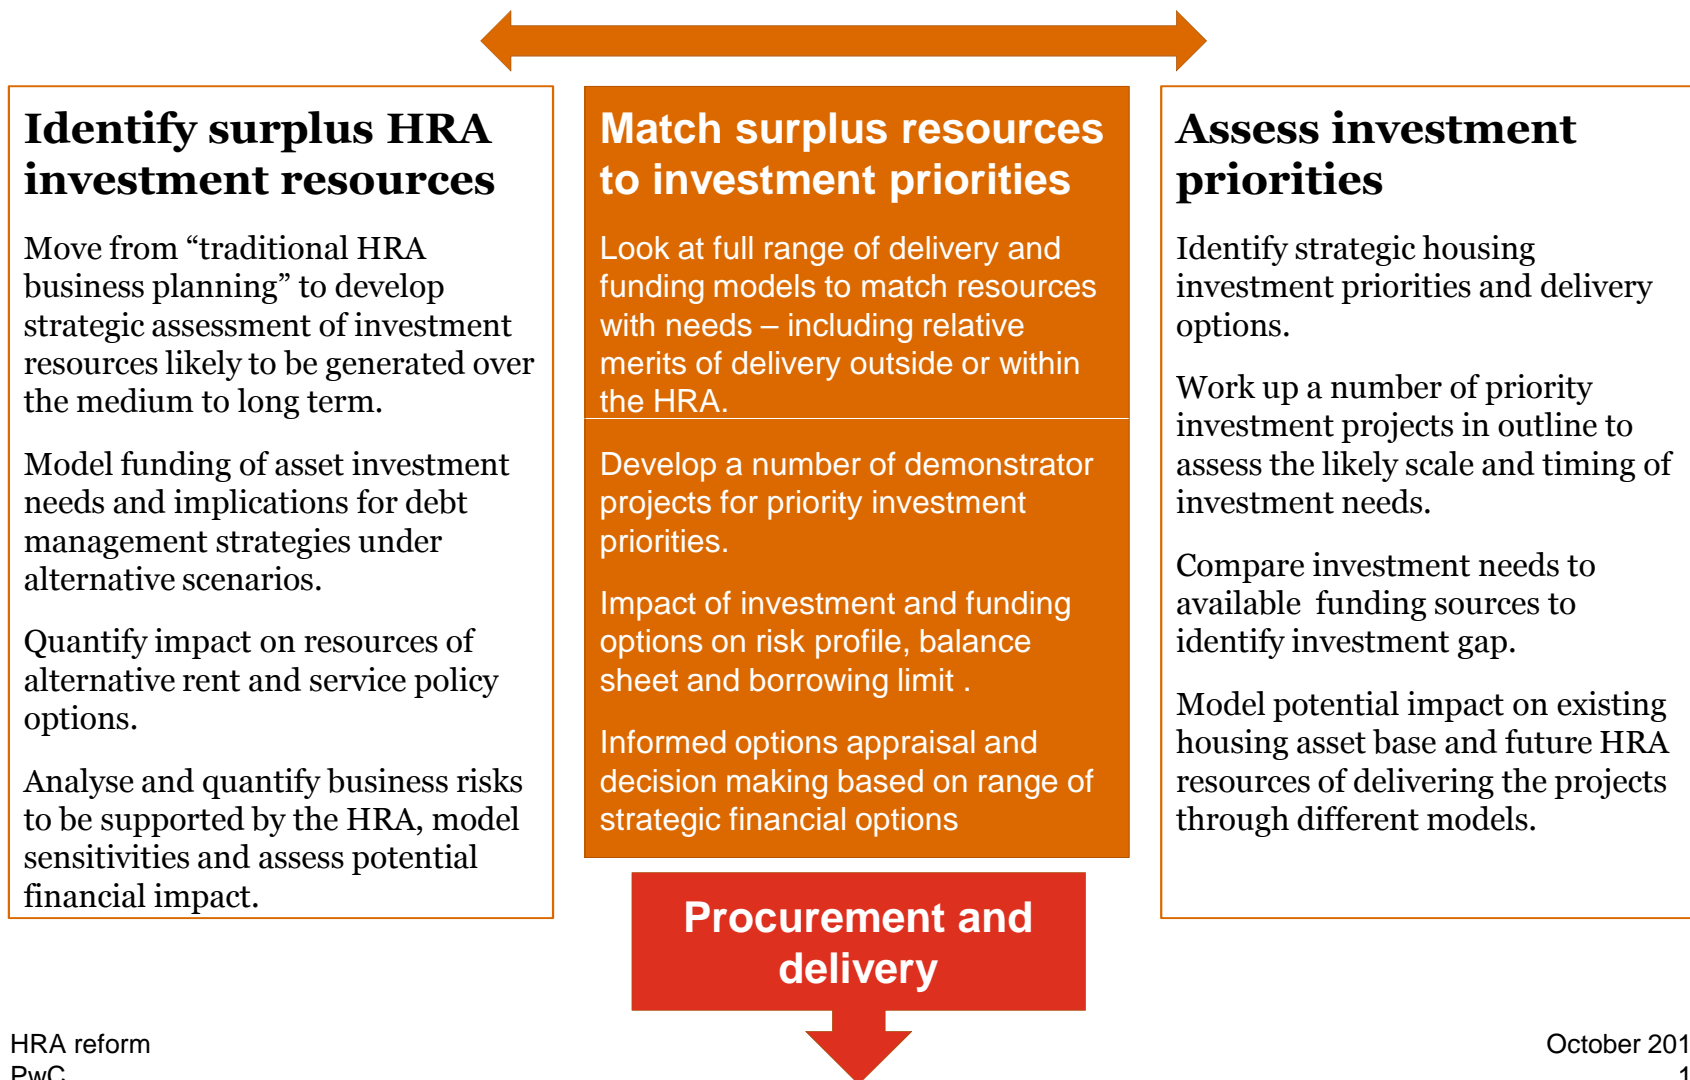 Identify surplus HRA
investment resources
Move from “traditional HRA
business planning” to develop
strategic assessment of investment
resources likely to be generated over
the medium to long term.
Model funding of asset investment
needs and implications for debt
management strategies under
alternative scenarios.
Quantify impact on resources of
alternative rent and service policy
options.
Analyse and quantify business risks
to be supported by the HRA, model
sensitivities and assess potential
financial impact.
Match surplus resources
to investment priorities
Look at full range of delivery and
funding models to match resources
with needs – including relative
merits of delivery outside or within
the HRA.
Develop a number of demonstrator
projects for priority investment
priorities.
Impact of investment and funding
options on risk profile, balance
sheet and borrowing limit .
Informed options appraisal and
decision making based on range of
strategic financial options
Assess investment
priorities
Identify strategic housing
investment priorities and delivery
options.
Work up a number of priority
investment projects in outline to
assess the likely scale and timing of
investment needs.
Compare investment needs to
available  funding sources to
identify investment gap.
Model potential impact on existing
housing asset base and future HRA
resources of delivering the projects
through different models.
Procurement and
delivery
HRA reform
PwC
October 201
1